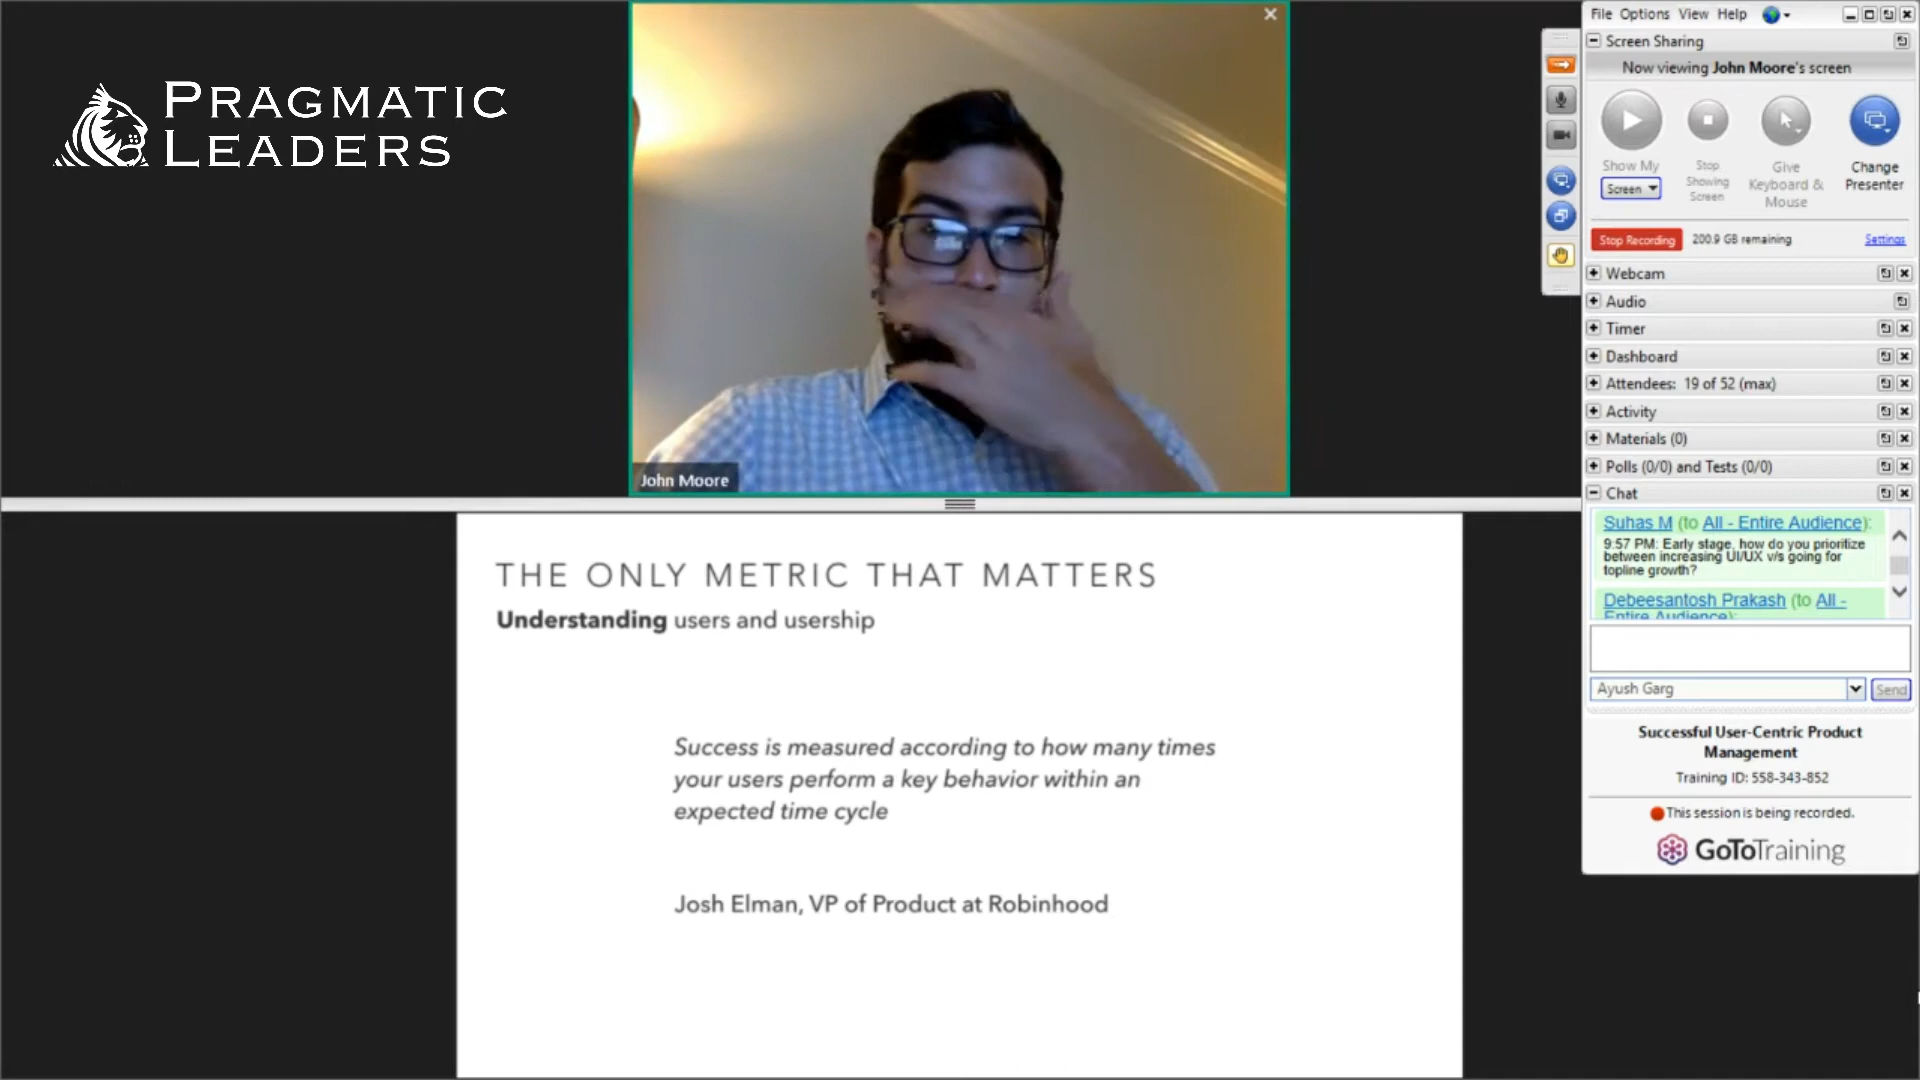 PRAGMATIC
LEADERS
John Moore
THE ONLY METRIC THAT MATTERS
Understanding users and usership
Success is measured according to how many times
your users perform a key behavior within an
expected time cycle
Josh Elman, VP of Product at Robinhood
File Options View Help
Screen Sharing
Now viewing John Moore's screen
Show My
Screen
Stop
Showing
Screen
Give
Keyboard &
Mouse
Change
Presenter
Stop Recording 200.9 GB remaining Settings
Webcam
Audio
Timer
Dashboard
Attendees: 19 of 52 (max)
Activity
Materials (0)
Polls (0/0) and Tests (0/0)
Chat
Suhas M (to All - Entire Audience):
9:57 PM: Early stage, how do you prioritize
between increasing UI/UX v/s going for
topline growth?
Debeesantosh Prakash (to All -
Entire Audience):
Ayush Garg
Send
Successful User-Centric Product
Management
Training ID: 558-343-852
This session is being recorded.
GoToTraining